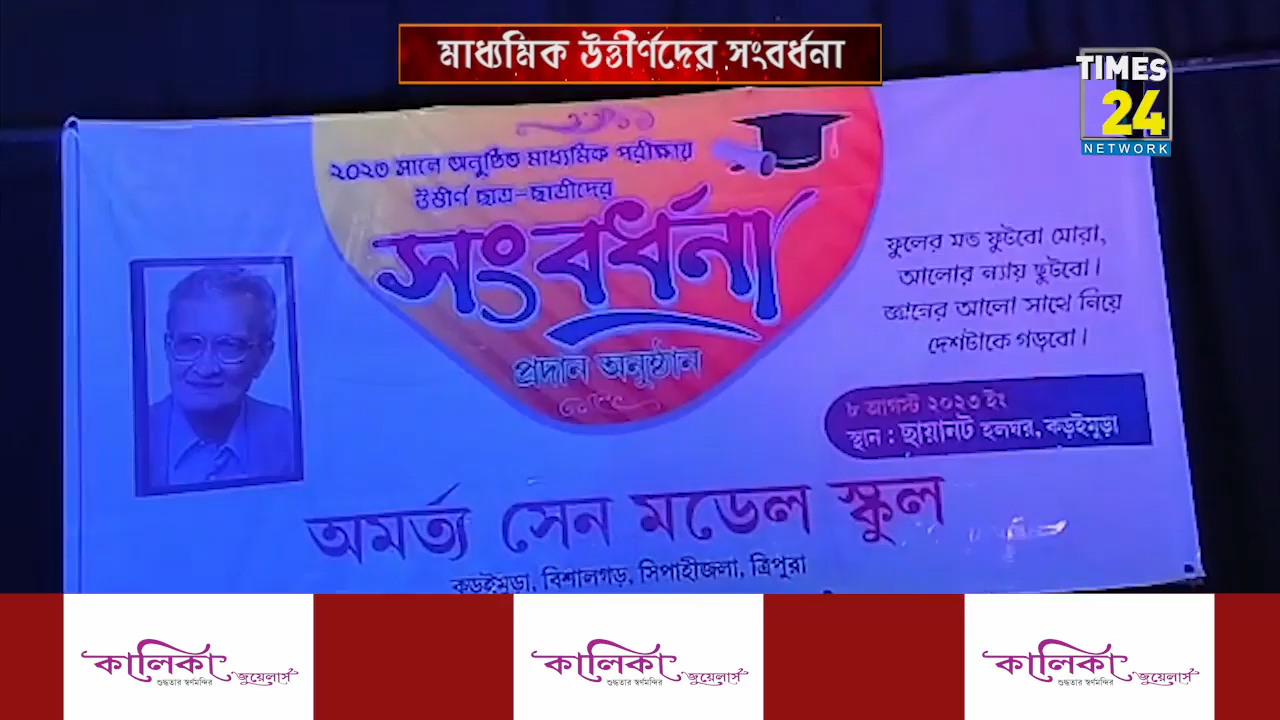 মাধ্যমিক উত্তীর্ণদের সংবর্ধনা
TIMES
24
NETWORK
২০২৩ সালে অনুষ্ঠিত মাধ্যমিক পরীক্ষায়
উত্তীর্ণ ছাত্র-ছাত্রীদের
সংবর্ধনা
প্রদান অনুষ্ঠান
ফুলের মত ফুটবো মোরা,
আলোর ন্যায় ছুটবো।
জ্ঞানের আলো সাথে নিয়ে
দেশটাকে গড়বো।
৮ আগস্ট ২০২৩ ইং
স্থান : ছায়ানট হলঘর, কড়ইমুড়া
অমর্ত্য সেন মডেল স্কুল
কড়ইমুড়া, বিশালগড়, সিপাহীজলা, ত্রিপুরা
কালিকা জুয়েলার্স
শুদ্ধতার স্বর্ণমন্দির
কালিকা জুয়েলার্স
শুদ্ধতার স্বর্ণমন্দির
কালিকা জুয়েলার্স
শুদ্ধতার স্বর্ণমন্দির